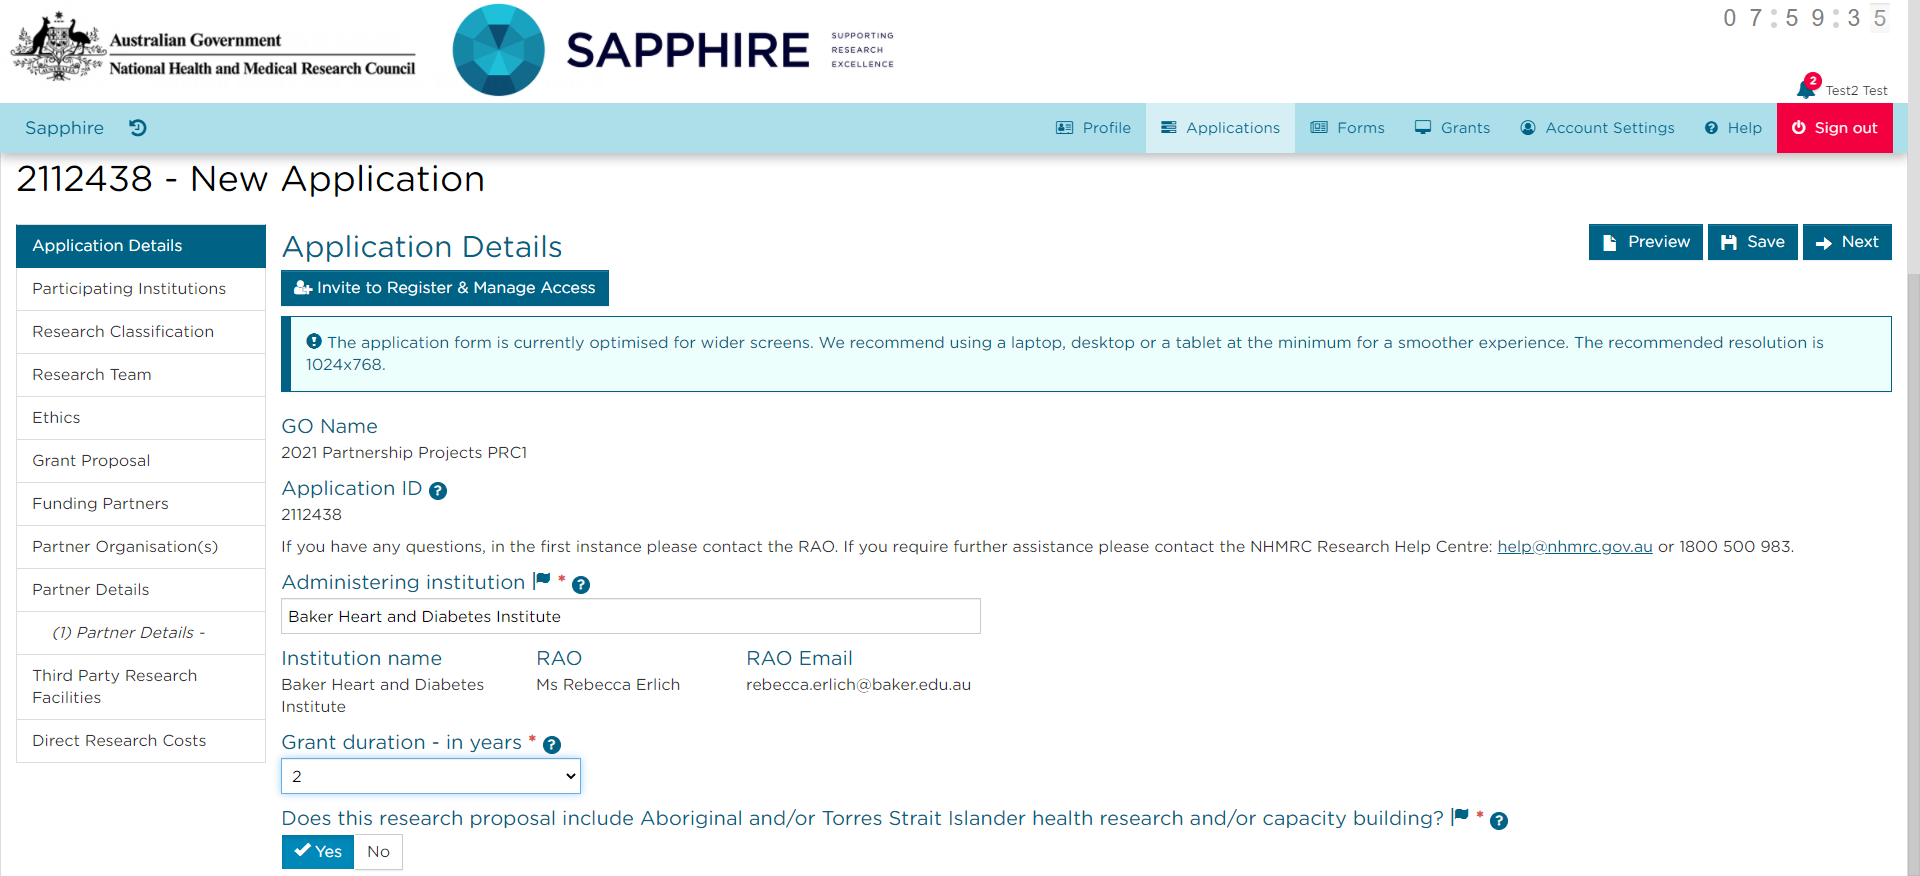 Australian Government
National Health and Medical Research Council
SAPPHIRE
SUPPORTING
RESEARCH
EXCELLENCE
07:59:35
2
Test2 Test
Sapphire
Profile
Applications
Forms
Grants
Account Settings
Help
Sign out
2112438 - New Application
Application Details
Participating Institutions
Research Classification
Research Team
Ethics
Grant Proposal
Funding Partners
Partner Organisation(s)
Partner Details
(1) Partner Details -
Third Party Research
Facilities
Direct Research Costs
Application Details
Preview
Save
Next
Invite to Register & Manage Access
The application form is currently optimised for wider screens. We recommend using a laptop, desktop or a tablet at the minimum for a smoother experience. The recommended resolution is
1024x768.
GO Name
2021 Partnership Projects PRC1
Application ID ?
2112438
If you have any questions, in the first instance please contact the RAO. If you require further assistance please contact the NHMRC Research Help Centre: help@nhmrc.gov.au or 1800 500 983.
Administering institution * ?
Baker Heart and Diabetes Institute
Institution name RAO RAO Email
Baker Heart and Diabetes Ms Rebecca Erlich rebecca.erlich@baker.edu.au
Institute
Grant duration - in years * ?
2
Does this research proposal include Aboriginal and/or Torres Strait Islander health research and/or capacity building? * ?
Yes No